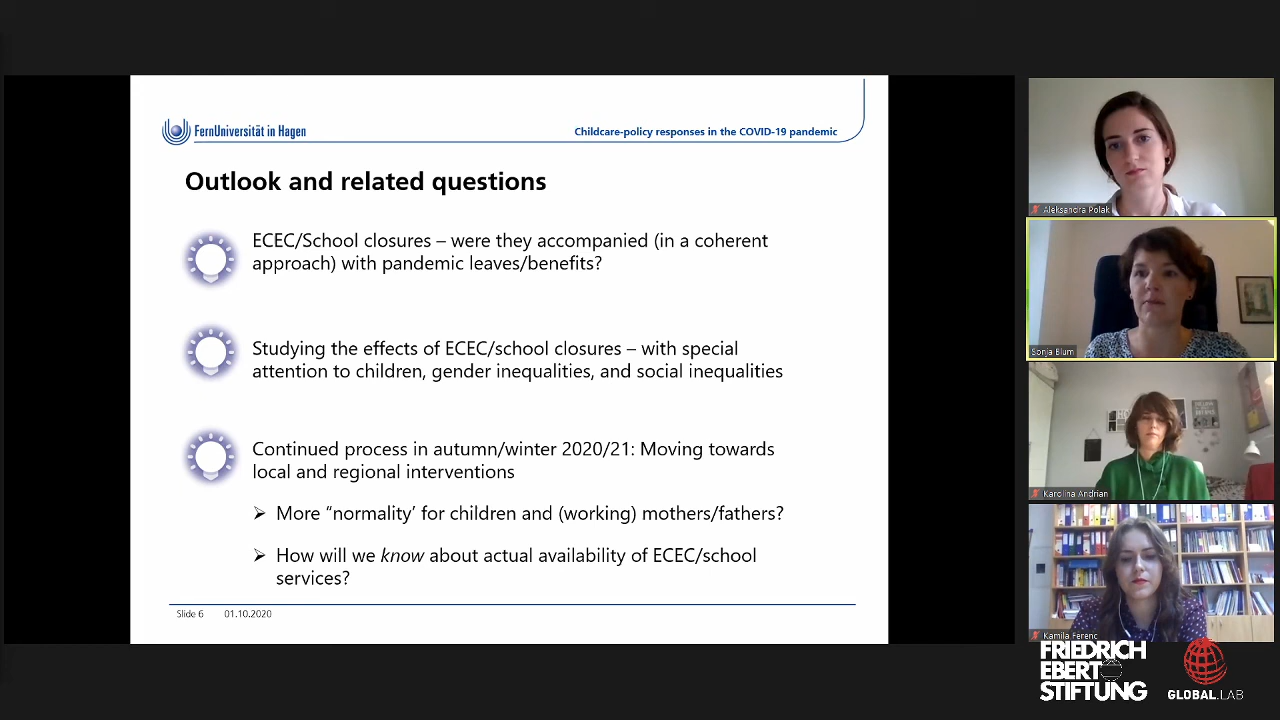 FernUniversität in Hagen
Childcare-policy responses in the COVID-19 pandemic
Outlook and related questions
ECEC/School closures – were they accompanied (in a coherent
approach) with pandemic leaves/benefits?
Studying the effects of ECEC/school closures – with special
attention to children, gender inequalities, and social inequalities
Continued process in autumn/winter 2020/21: Moving towards
local and regional interventions
➢ More “normality’ for children and (working) mothers/fathers?
➢ How will we know about actual availability of ECEC/school
services?
Slide 6 01.10.2020
Aleksandra Polak
Sonja Blum
Karolina Andrian
Kamila Ferenc
FRIEDRICH
EBERT
STIFTUNG
GLOBAL.LAB